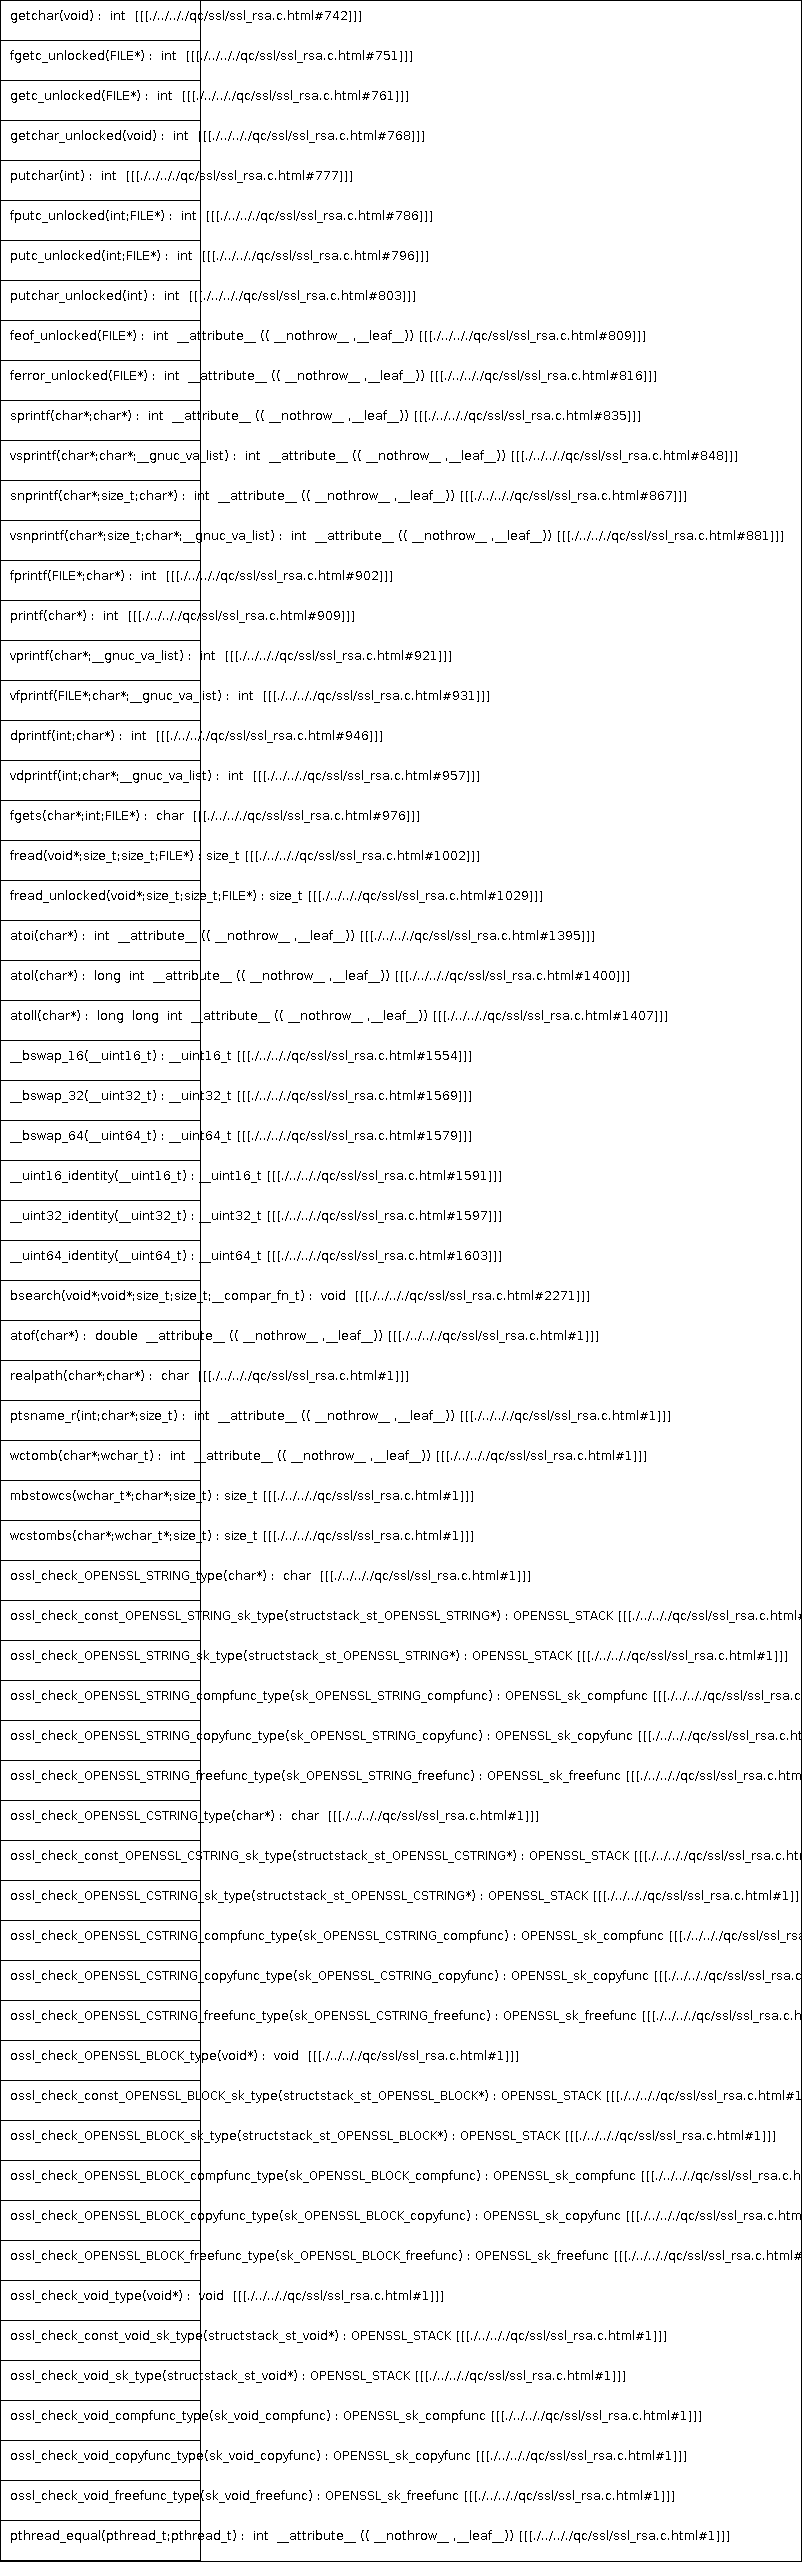 getchar(void) : int [[[./../../qc/ssl/ssl_rsa.c.html#742]]]
fgetc_unlocked(FILE*) : int [[[./../../qc/ssl/ssl_rsa.c.html#751]]]
getc_unlocked(FILE*) : int [[[./../../qc/ssl/ssl_rsa.c.html#761]]]
getchar_unlocked(void) : int [[[./../../qc/ssl/ssl_rsa.c.html#768]]]
putchar(int) : int [[[./../../qc/ssl/ssl_rsa.c.html#777]]]
fputc_unlocked(int;FILE*) : int [[[./../../qc/ssl/ssl_rsa.c.html#786]]]
putc_unlocked(int;FILE*) : int [[[./../../qc/ssl/ssl_rsa.c.html#796]]]
putchar_unlocked(int) : int [[[./../../qc/ssl/ssl_rsa.c.html#803]]]
feof_unlocked(FILE*) : int __attribute__ (( __nothrow__ ,__leaf__)) [[[./../../qc/ssl/ssl_rsa.c.html#809]]]
ferror_unlocked(FILE*) : int __attribute__ (( __nothrow__ ,__leaf__)) [[[./../../qc/ssl/ssl_rsa.c.html#816]]]
sprintf(char*;char*) : int __attribute__ (( __nothrow__ ,__leaf__)) [[[./../../qc/ssl/ssl_rsa.c.html#835]]]
vsprintf(char*;char*;__gnuc_va_list) : int __attribute__ (( __nothrow__ ,__leaf__)) [[[./../../qc/ssl/ssl_rsa.c.html#848]]]
snprintf(char*;size_t;char*) : int __attribute__ (( __nothrow__ ,__leaf__)) [[[./../../qc/ssl/ssl_rsa.c.html#867]]]
vsnprintf(char*;size_t;char*;__gnuc_va_list) : int __attribute__ (( __nothrow__ ,__leaf__)) [[[./../../qc/ssl/ssl_rsa.c.html#881]]]
fprintf(FILE*;char*) : int [[[./../../qc/ssl/ssl_rsa.c.html#902]]]
printf(char*) : int [[[./../../qc/ssl/ssl_rsa.c.html#909]]]
vprintf(char*;__gnuc_va_list) : int [[[./../../qc/ssl/ssl_rsa.c.html#921]]]
vfprintf(FILE*;char*;__gnuc_va_list) : int [[[./../../qc/ssl/ssl_rsa.c.html#931]]]
dprintf(int;char*) : int [[[./../../qc/ssl/ssl_rsa.c.html#946]]]
vdprintf(int;char*;__gnuc_va_list) : int [[[./../../qc/ssl/ssl_rsa.c.html#957]]]
fgets(char*;int;FILE*) : char [[[./../../qc/ssl/ssl_rsa.c.html#976]]]
fread(void*;size_t;size_t;FILE*) : size_t [[[./../../qc/ssl/ssl_rsa.c.html#1002]]]
fread_unlocked(void*;size_t;size_t;FILE*) : size_t [[[./../../qc/ssl/ssl_rsa.c.html#1029]]]
atoi(char*) : int __attribute__ (( __nothrow__ ,__leaf__)) [[[./../../qc/ssl/ssl_rsa.c.html#1395]]]
atol(char*) : long int __attribute__ (( __nothrow__ ,__leaf__)) [[[./../../qc/ssl/ssl_rsa.c.html#1400]]]
atoll(char*) : long long int __attribute__ (( __nothrow__ ,__leaf__)) [[[./../../qc/ssl/ssl_rsa.c.html#1407]]]
__bswap_16(__uint16_t) : __uint16_t [[[./../../qc/ssl/ssl_rsa.c.html#1554]]]
__bswap_32(__uint32_t) : __uint32_t [[[./../../qc/ssl/ssl_rsa.c.html#1569]]]
__bswap_64(__uint64_t) : __uint64_t [[[./../../qc/ssl/ssl_rsa.c.html#1579]]]
__uint16_identity(__uint16_t) : __uint16_t [[[./../../qc/ssl/ssl_rsa.c.html#1591]]]
__uint32_identity(__uint32_t) : __uint32_t [[[./../../qc/ssl/ssl_rsa.c.html#1597]]]
__uint64_identity(__uint64_t) : __uint64_t [[[./../../qc/ssl/ssl_rsa.c.html#1603]]]
bsearch(void*;void*;size_t;size_t;__compar_fn_t) : void [[[./../../qc/ssl/ssl_rsa.c.html#2271]]]
atof(char*) : double __attribute__ (( __nothrow__ ,__leaf__)) [[[./../../qc/ssl/ssl_rsa.c.html#1]]]
realpath(char*;char*) : char [[[./../../qc/ssl/ssl_rsa.c.html#1]]]
ptsname_r(int;char*;size_t) : int __attribute__ (( __nothrow__ ,__leaf__)) [[[./../../qc/ssl/ssl_rsa.c.html#1]]]
wctomb(char*;wchar_t) : int __attribute__ (( __nothrow__ ,__leaf__)) [[[./../../qc/ssl/ssl_rsa.c.html#1]]]
mbstowcs(wchar_t*;char*;size_t) : size_t [[[./../../qc/ssl/ssl_rsa.c.html#1]]]
wcstombs(char*;wchar_t*;size_t) : size_t [[[./../../qc/ssl/ssl_rsa.c.html#1]]]
ossl_check_OPENSSL_STRING_type(char*) : char [[[./../../qc/ssl/ssl_rsa.c.html#1]]]
ossl_check_const_OPENSSL_STRING_sk_type(structstack_st_OPENSSL_STRING*) : OPENSSL_STACK [[[./../../qc/ssl/ssl_rsa.c.html#
ossl_check_OPENSSL_STRING_sk_type(structstack_st_OPENSSL_STRING*) : OPENSSL_STACK [[[./../../qc/ssl/ssl_rsa.c.html#1]]]
ossl_check_OPENSSL_STRING_compfunc_type(sk_OPENSSL_STRING_compfunc) : OPENSSL_sk_compfunc [[[./../../qc/ssl/ssl_rsa.c
ossl_check_OPENSSL_STRING_copyfunc_type(sk_OPENSSL_STRING_copyfunc) : OPENSSL_sk_copyfunc [[[./../../qc/ssl/ssl_rsa.c.ht
ossl_check_OPENSSL_STRING_freefunc_type(sk_OPENSSL_STRING_freefunc) : OPENSSL_sk_freefunc [[[./../../qc/ssl/ssl_rsa.c.htm
ossl_check_OPENSSL_CSTRING_type(char*) : char [[[./../../qc/ssl/ssl_rsa.c.html#1]]]
ossl_check_const_OPENSSL_CSTRING_sk_type(structstack_st_OPENSSL_CSTRING*) : OPENSSL_STACK [[[./../../qc/ssl/ssl_rsa.c.htm
ossl_check_OPENSSL_CSTRING_sk_type(structstack_st_OPENSSL_CSTRING*) : OPENSSL_STACK [[[./../../qc/ssl/ssl_rsa.c.html#1]]
ossl_check_OPENSSL_CSTRING_compfunc_type(sk_OPENSSL_CSTRING_compfunc) : OPENSSL_sk_compfunc [[[./../../qc/ssl/ssl_rsa
ossl_check_OPENSSL_CSTRING_copyfunc_type(sk_OPENSSL_CSTRING_copyfunc) : OPENSSL_sk_copyfunc [[[./../../qc/ssl/ssl_rsa.c
ossl_check_OPENSSL_CSTRING_freefunc_type(sk_OPENSSL_CSTRING_freefunc) : OPENSSL_sk_freefunc [[[./../../qc/ssl/ssl_rsa.c.h
ossl_check_OPENSSL_BLOCK_type(void*) : void [[[./../../qc/ssl/ssl_rsa.c.html#1]]]
ossl_check_const_OPENSSL_BLOCK_sk_type(structstack_st_OPENSSL_BLOCK*) : OPENSSL_STACK [[[./../../qc/ssl/ssl_rsa.c.html#1
ossl_check_OPENSSL_BLOCK_sk_type(structstack_st_OPENSSL_BLOCK*) : OPENSSL_STACK [[[./../../qc/ssl/ssl_rsa.c.html#1]]]
ossl_check_OPENSSL_BLOCK_compfunc_type(sk_OPENSSL_BLOCK_compfunc) : OPENSSL_sk_compfunc [[[./../../qc/ssl/ssl_rsa.c.h
ossl_check_OPENSSL_BLOCK_copyfunc_type(sk_OPENSSL_BLOCK_copyfunc) : OPENSSL_sk_copyfunc [[[./../../qc/ssl/ssl_rsa.c.htm
ossl_check_OPENSSL_BLOCK_freefunc_type(sk_OPENSSL_BLOCK_freefunc) : OPENSSL_sk_freefunc [[[./../../qc/ssl/ssl_rsa.c.html#
ossl_check_void_type(void*) : void [[[./../../qc/ssl/ssl_rsa.c.html#1]]]
ossl_check_const_void_sk_type(structstack_st_void*) : OPENSSL_STACK [[[./../../qc/ssl/ssl_rsa.c.html#1]]]
ossl_check_void_sk_type(structstack_st_void*) : OPENSSL_STACK [[[./../../qc/ssl/ssl_rsa.c.html#1]]]
ossl_check_void_compfunc_type(sk_void_compfunc) : OPENSSL_sk_compfunc [[[./../../qc/ssl/ssl_rsa.c.html#1]]]
ossl_check_void_copyfunc_type(sk_void_copyfunc) : OPENSSL_sk_copyfunc [[[./../../qc/ssl/ssl_rsa.c.html#1]]]
ossl_check_void_freefunc_type(sk_void_freefunc) : OPENSSL_sk_freefunc [[[./../../qc/ssl/ssl_rsa.c.html#1]]]
pthread_equal(pthread_t;pthread_t) : int __attribute__ (( __nothrow__ ,__leaf__)) [[[./../../qc/ssl/ssl_rsa.c.html#1]]]